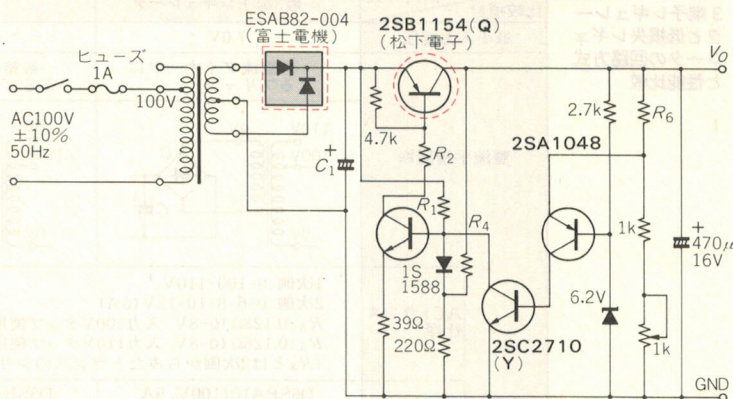 ESAB82-004
(富士電機)
2SB1154(Q)
(松下電子)
ヒューズ
1A
100V
AC100V
±10%
50Hz
4.7k
C1
+
R2
R1
R4
1S
1588
39Ω
220Ω
2SC2710
(Y)
2SA1048
2.7k
R6
1k
6.2V
1k
+
470μ
16V
VO
GND